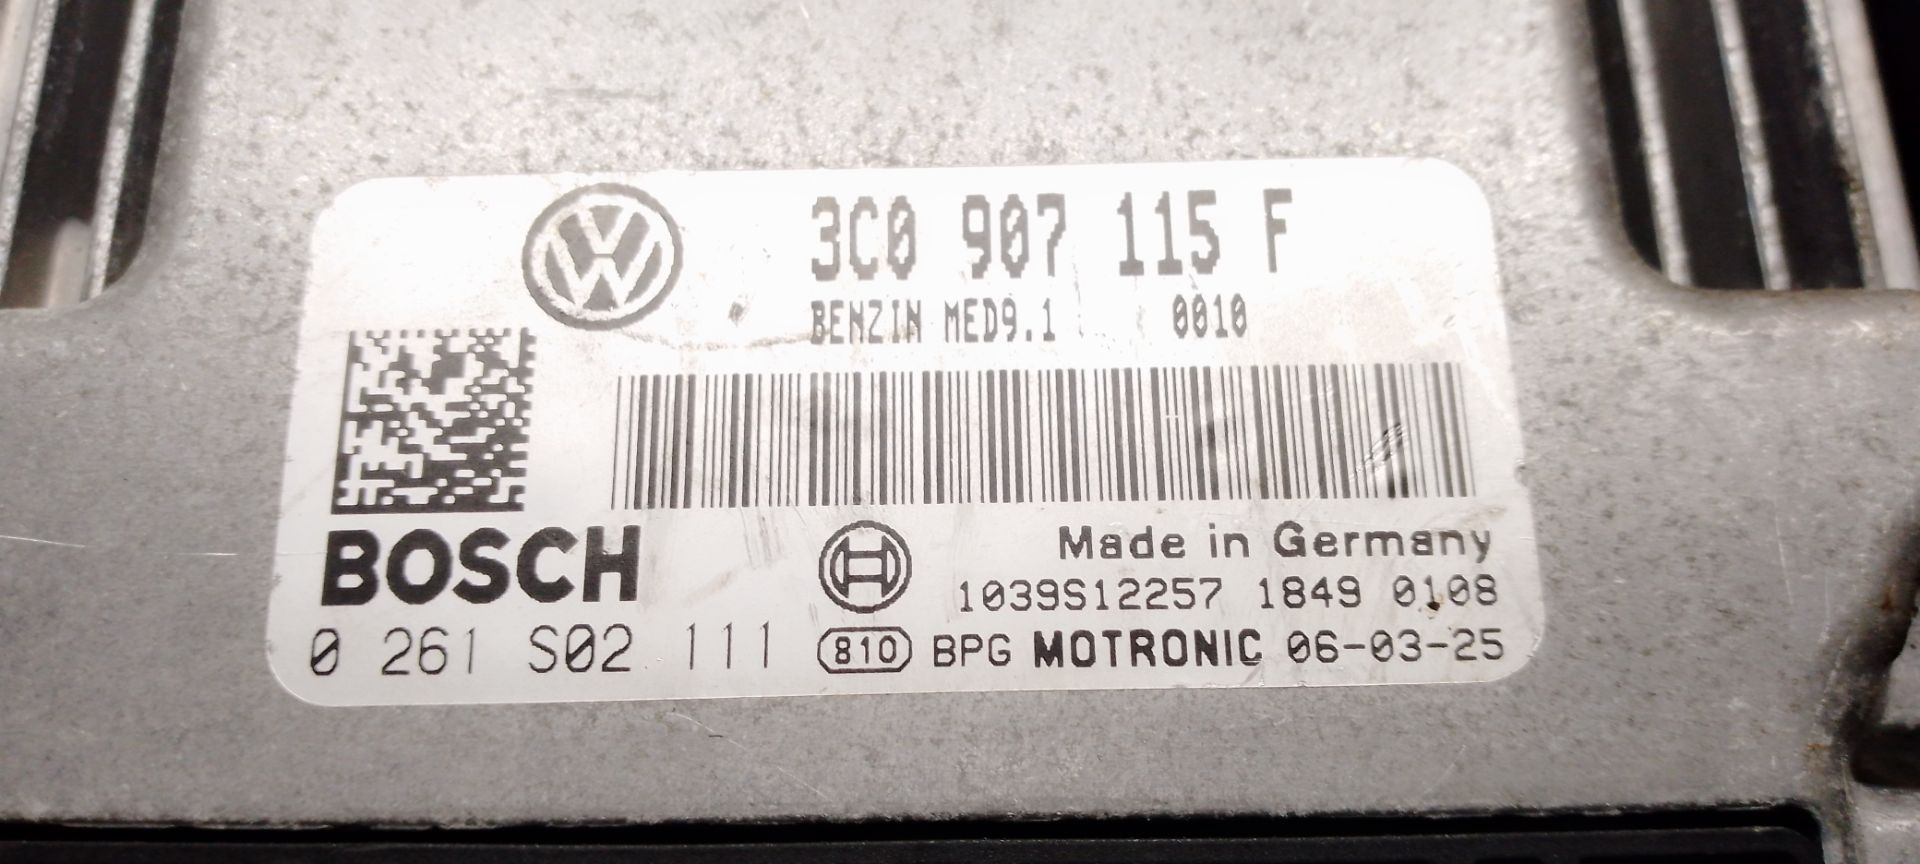 3C0 907 115 F
BENZIN MED9.1 0010
BOSCH
Made in Germany
1039S12257 1849 0108
0 261 S02 111 810 BPG MOTRONIC 06-03-25